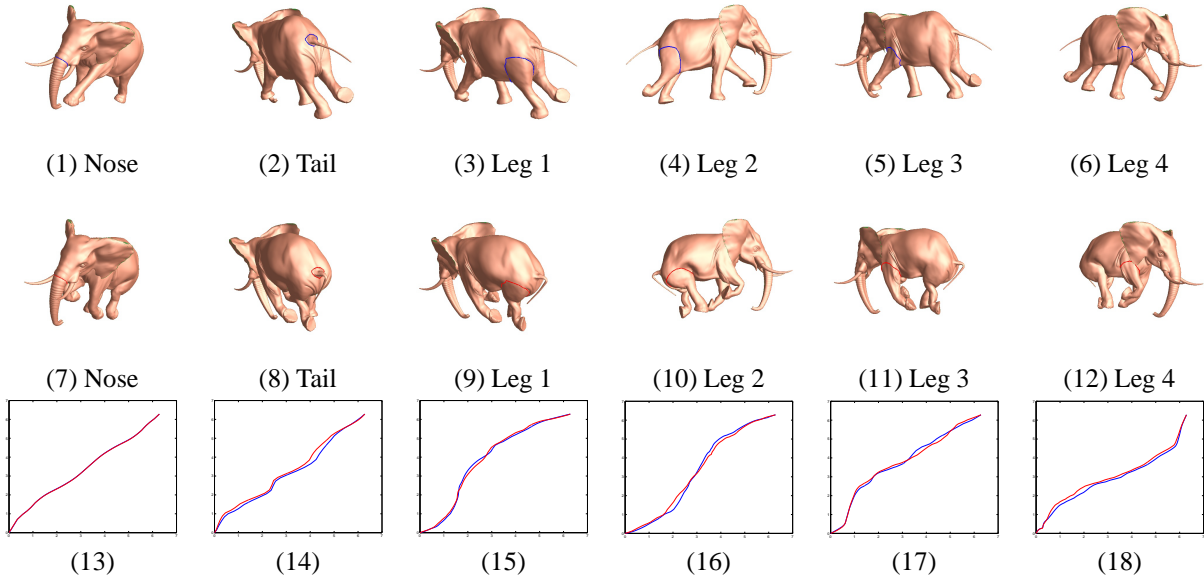 (1) Nose
(2) Tail
(3) Leg 1
(4) Leg 2
(5) Leg 3
(6) Leg 4
(7) Nose
(8) Tail
(9) Leg 1
(10) Leg 2
(11) Leg 3
(12) Leg 4
(13)
(14)
(15)
(16)
(17)
(18)